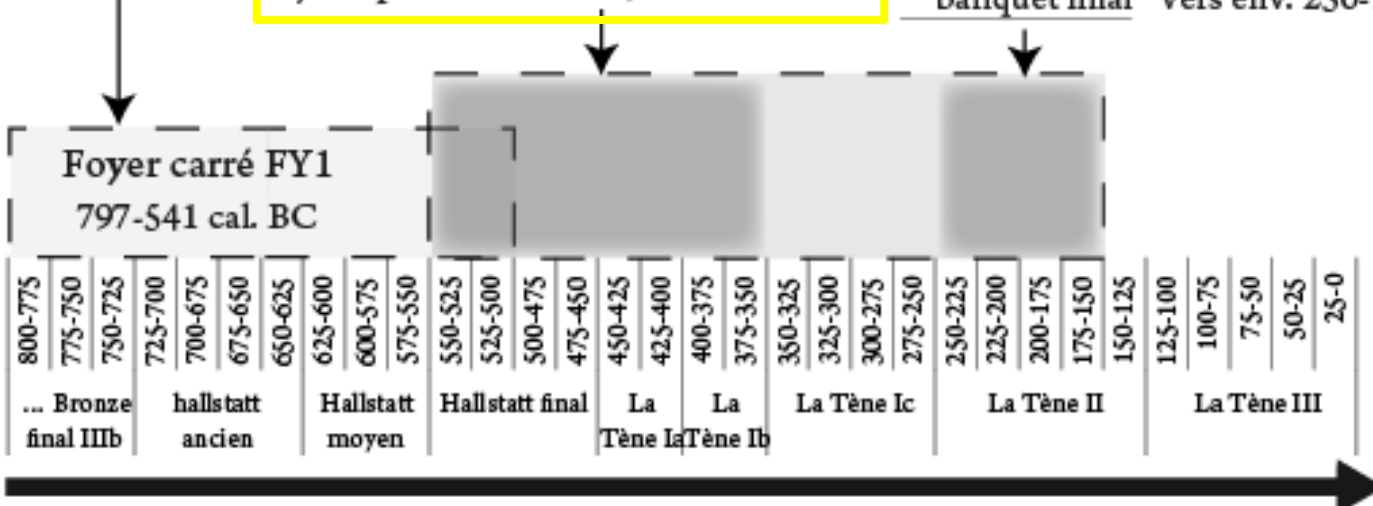 banquet final vers env. 250-
Foyer carré FY1
797-541 cal. BC
800-775
775-750
750-725
725-700
700-675
675-650
650-625
625-600
600-575
575-550
550-525
525-500
500-475
475-450
450-425
425-400
400-375
375-350
350-325
325-300
300-275
275-250
250-225
225-200
200-175
175-150
150-125
125-100
100-75
75-50
50-25
25-0
... Bronze
final IIIb
hallstatt
ancien
Hallstatt
moyen
Hallstatt final
La
Tène Ia
La
Tène Ib
La Tène Ic
La Tène II
La Tène III